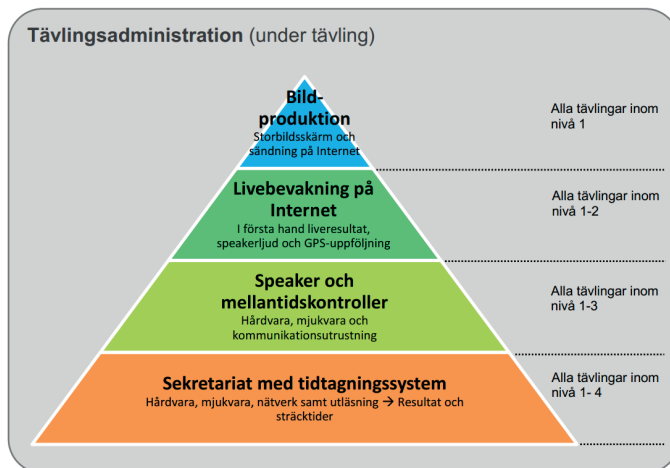 Tävlingsadministration (under tävling)
Bild-
produktion
Storbildsskärm och
sändning på Internet
Alla tävlingar inom
nivå 1
Livebevakning på
Internet
I första hand liveresultat,
speakerljud och GPS-uppföljning
Alla tävlingar inom
nivå 1-2
Speaker och
mellantidskontroller
Hårdvara, mjukvara och
kommunikationsutrustning
Alla tävlingar inom
nivå 1-3
Sekretariat med tidtagningssystem
Hårdvara, mjukvara, nätverk samt utläsning → Resultat och
sträcktider
Alla tävlingar inom
nivå 1- 4